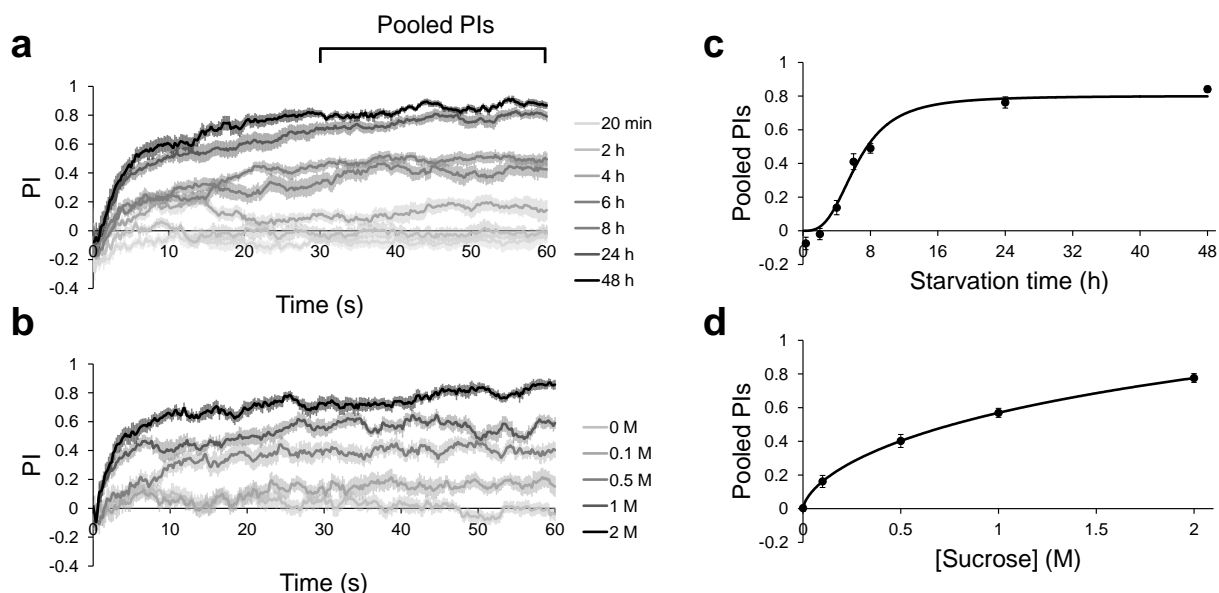 a
Pooled PIs
PI
1
0.8
0.6
0.4
0.2
0
-0.2
-0.4
0 10 20 30 40 50 60
Time (s)
20 min
2 h
4 h
6 h
8 h
24 h
48 h
b
PI
1
0.8
0.6
0.4
0.2
0
-0.2
-0.4
0 10 20 30 40 50 60
Time (s)
0 M
0.1 M
0.5 M
1 M
2 M
c
Pooled PIs
1
0.8
0.6
0.4
0.2
0
-0.2
0 8 16 24 32 40 48
Starvation time (h)
d
Pooled PIs
1
0.8
0.6
0.4
0.2
0
-0.2
0 0.5 1 1.5 2
[Sucrose] (M)